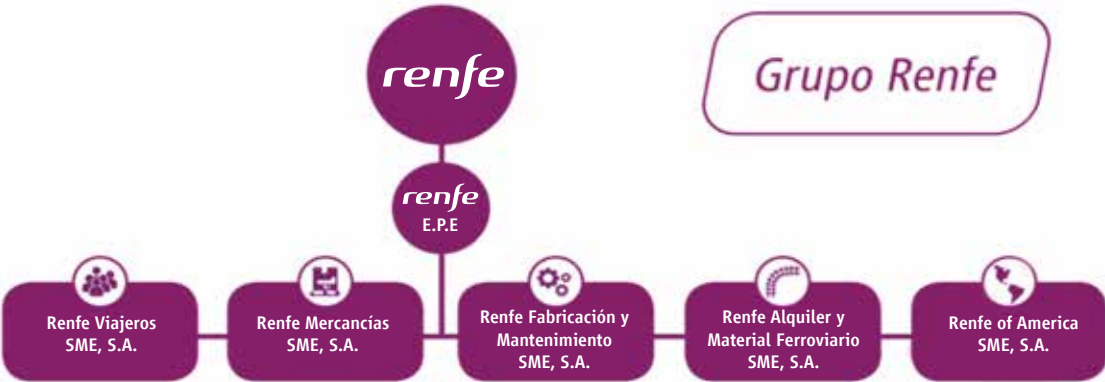 renfe
Grupo Renfe
renfe
E.P.E
Renfe Viajeros
SME, S.A.
Renfe Mercancías
SME, S.A.
Renfe Fabricación y
Mantenimiento
SME, S.A.
Renfe Alquiler y
Material Ferroviario
SME, S.A.
Renfe of America
SME, S.A.